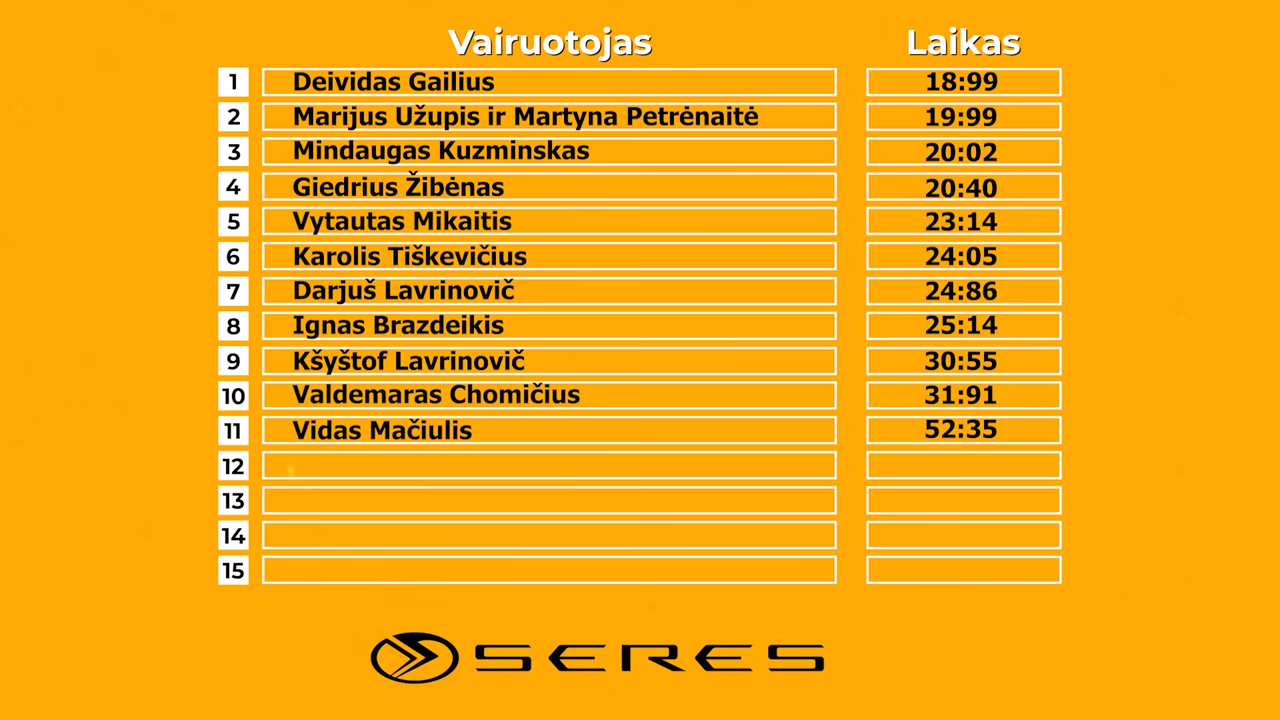 Vairuotojas Laikas
1 Deividas Gailius 18:99
2 Marijus Užupis ir Martyna Petrėnaitė 19:99
3 Mindaugas Kuzminskas 20:02
4 Giedrius Žibėnas 20:40
5 Vytautas Mikaitis 23:14
6 Karolis Tiškevičius 24:05
7 Darjuš Lavrinovič 24:86
8 Ignas Brazdeikis 25:14
9 Kšyštof Lavrinovič 30:55
10 Valdemaras Chomičius 31:91
11 Vidas Mačiulis 52:35
12
13
14
15
SERES